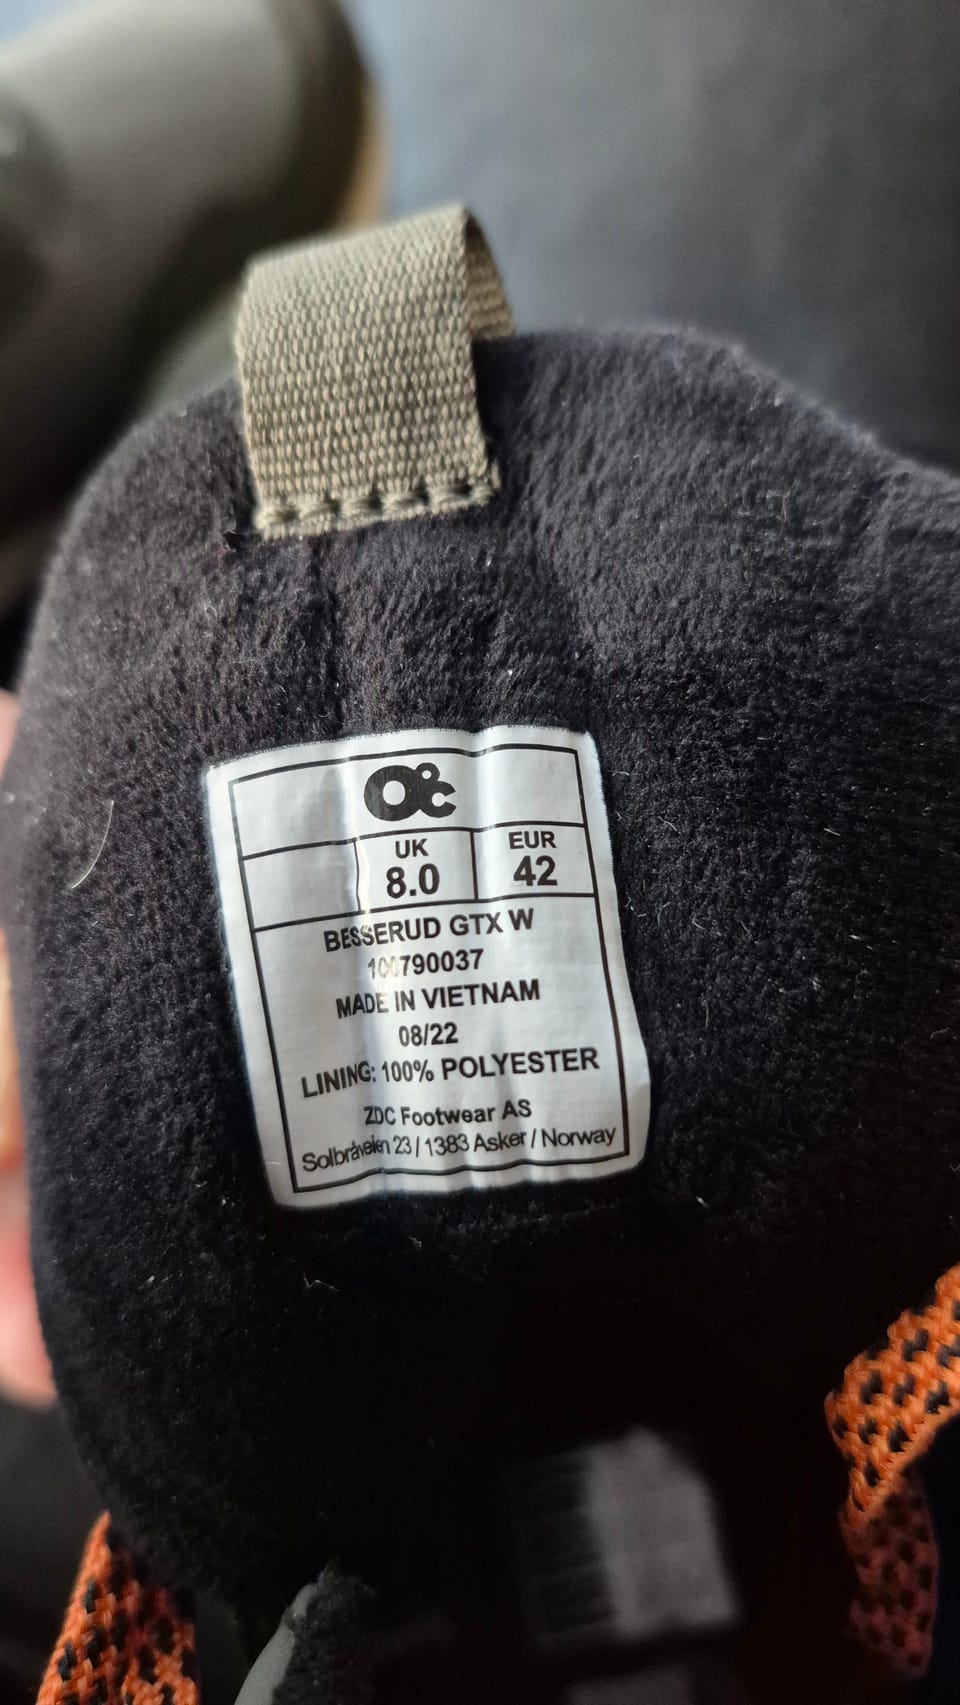 O°C
UK EUR
8.0 42
BESSERUD GTX W
100790037
MADE IN VIETNAM
08/22
LINING: 100% POLYESTER
ZDC Footwear AS
Solbråveien 23 / 1383 Asker / Norway